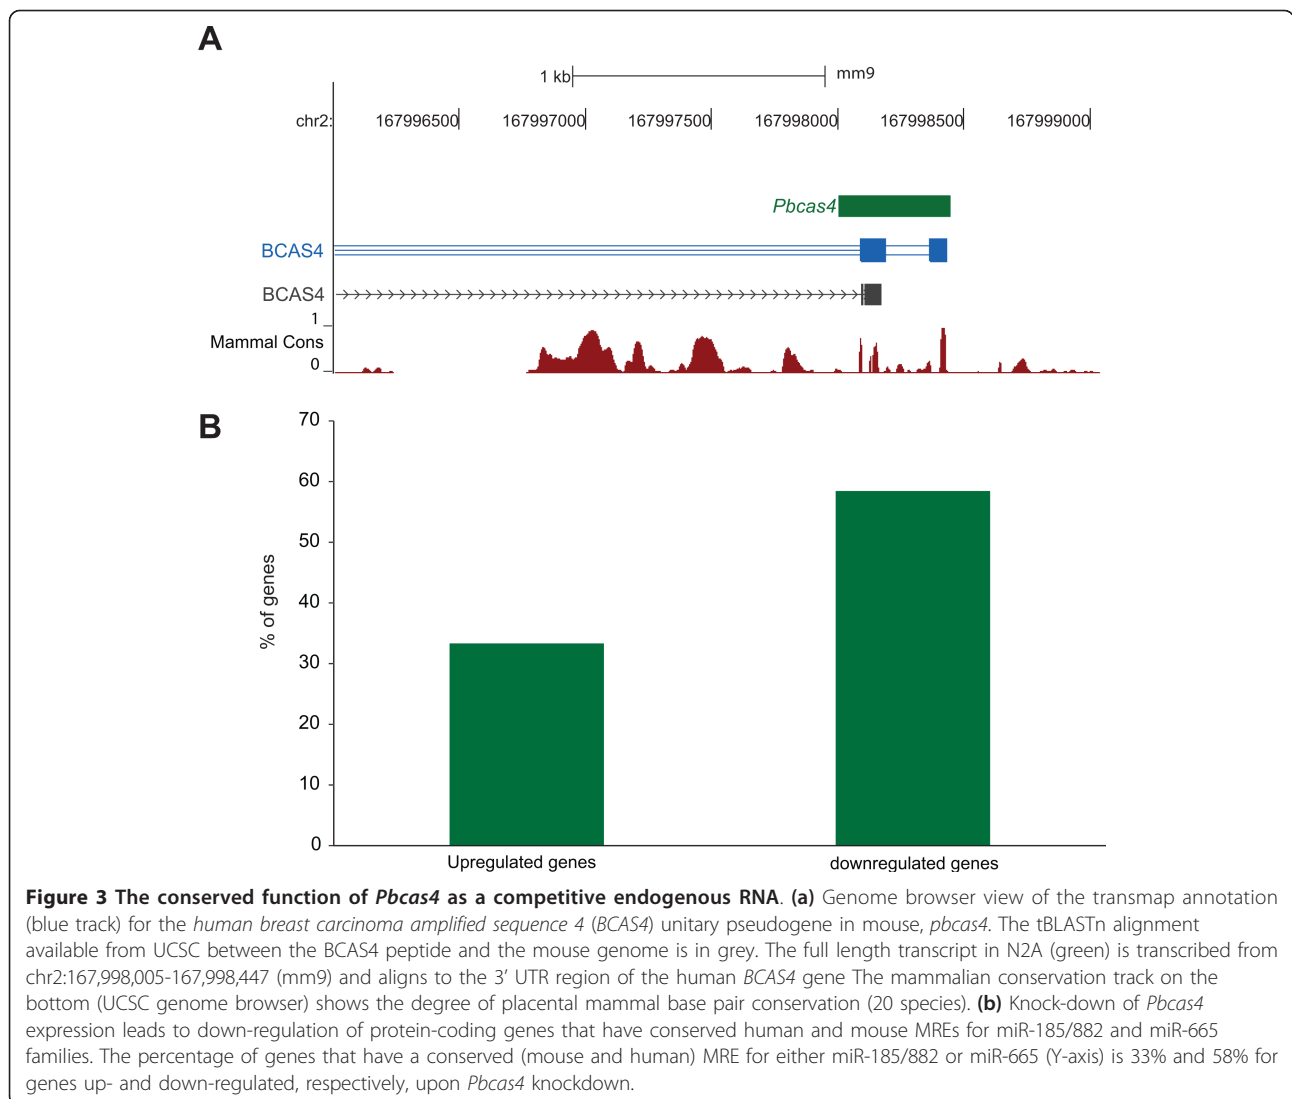 A
1 kb
mm9
chr2:
167996500
167997000
167997500
167998000
167998500
167999000
Pbcas4
BCAS4
BCAS4
1
Mammal Cons
0
B
70
60
50
40
30
20
10
0
% of genes
Upregulated genes
downregulated genes
Figure 3 The conserved function of Pbcas4 as a competitive endogenous RNA. (a) Genome browser view of the transmap annotation
(blue track) for the human breast carcinoma amplified sequence 4 (BCAS4) unitary pseudogene in mouse, pbcas4. The tBLASTn alignment
available from UCSC between the BCAS4 peptide and the mouse genome is in grey. The full length transcript in N2A (green) is transcribed from
chr2:167,998,005-167,998,447 (mm9) and aligns to the 3’ UTR region of the human BCAS4 gene The mammalian conservation track on the
bottom (UCSC genome browser) shows the degree of placental mammal base pair conservation (20 species). (b) Knock-down of Pbcas4
expression leads to down-regulation of protein-coding genes that have conserved human and mouse MREs for miR-185/882 and miR-665
families. The percentage of genes that have a conserved (mouse and human) MRE for either miR-185/882 or miR-665 (Y-axis) is 33% and 58% for
genes up- and down-regulated, respectively, upon Pbcas4 knockdown.